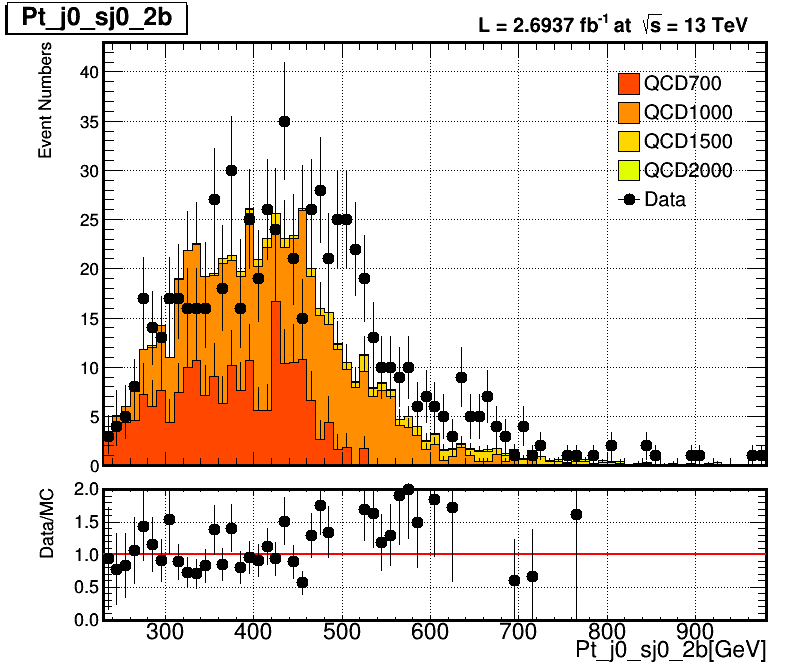 Pt_j0_sj0_2b
L = 2.6937 fb-1 at √s = 13 TeV
Event Numbers
40
35
30
25
20
15
10
5
0
QCD700
QCD1000
QCD1500
QCD2000
Data
Data/MC
2.0
1.5
1.0
0.5
0.0
300 400 500 600 700 800 900
Pt_j0_sj0_2b[GeV]